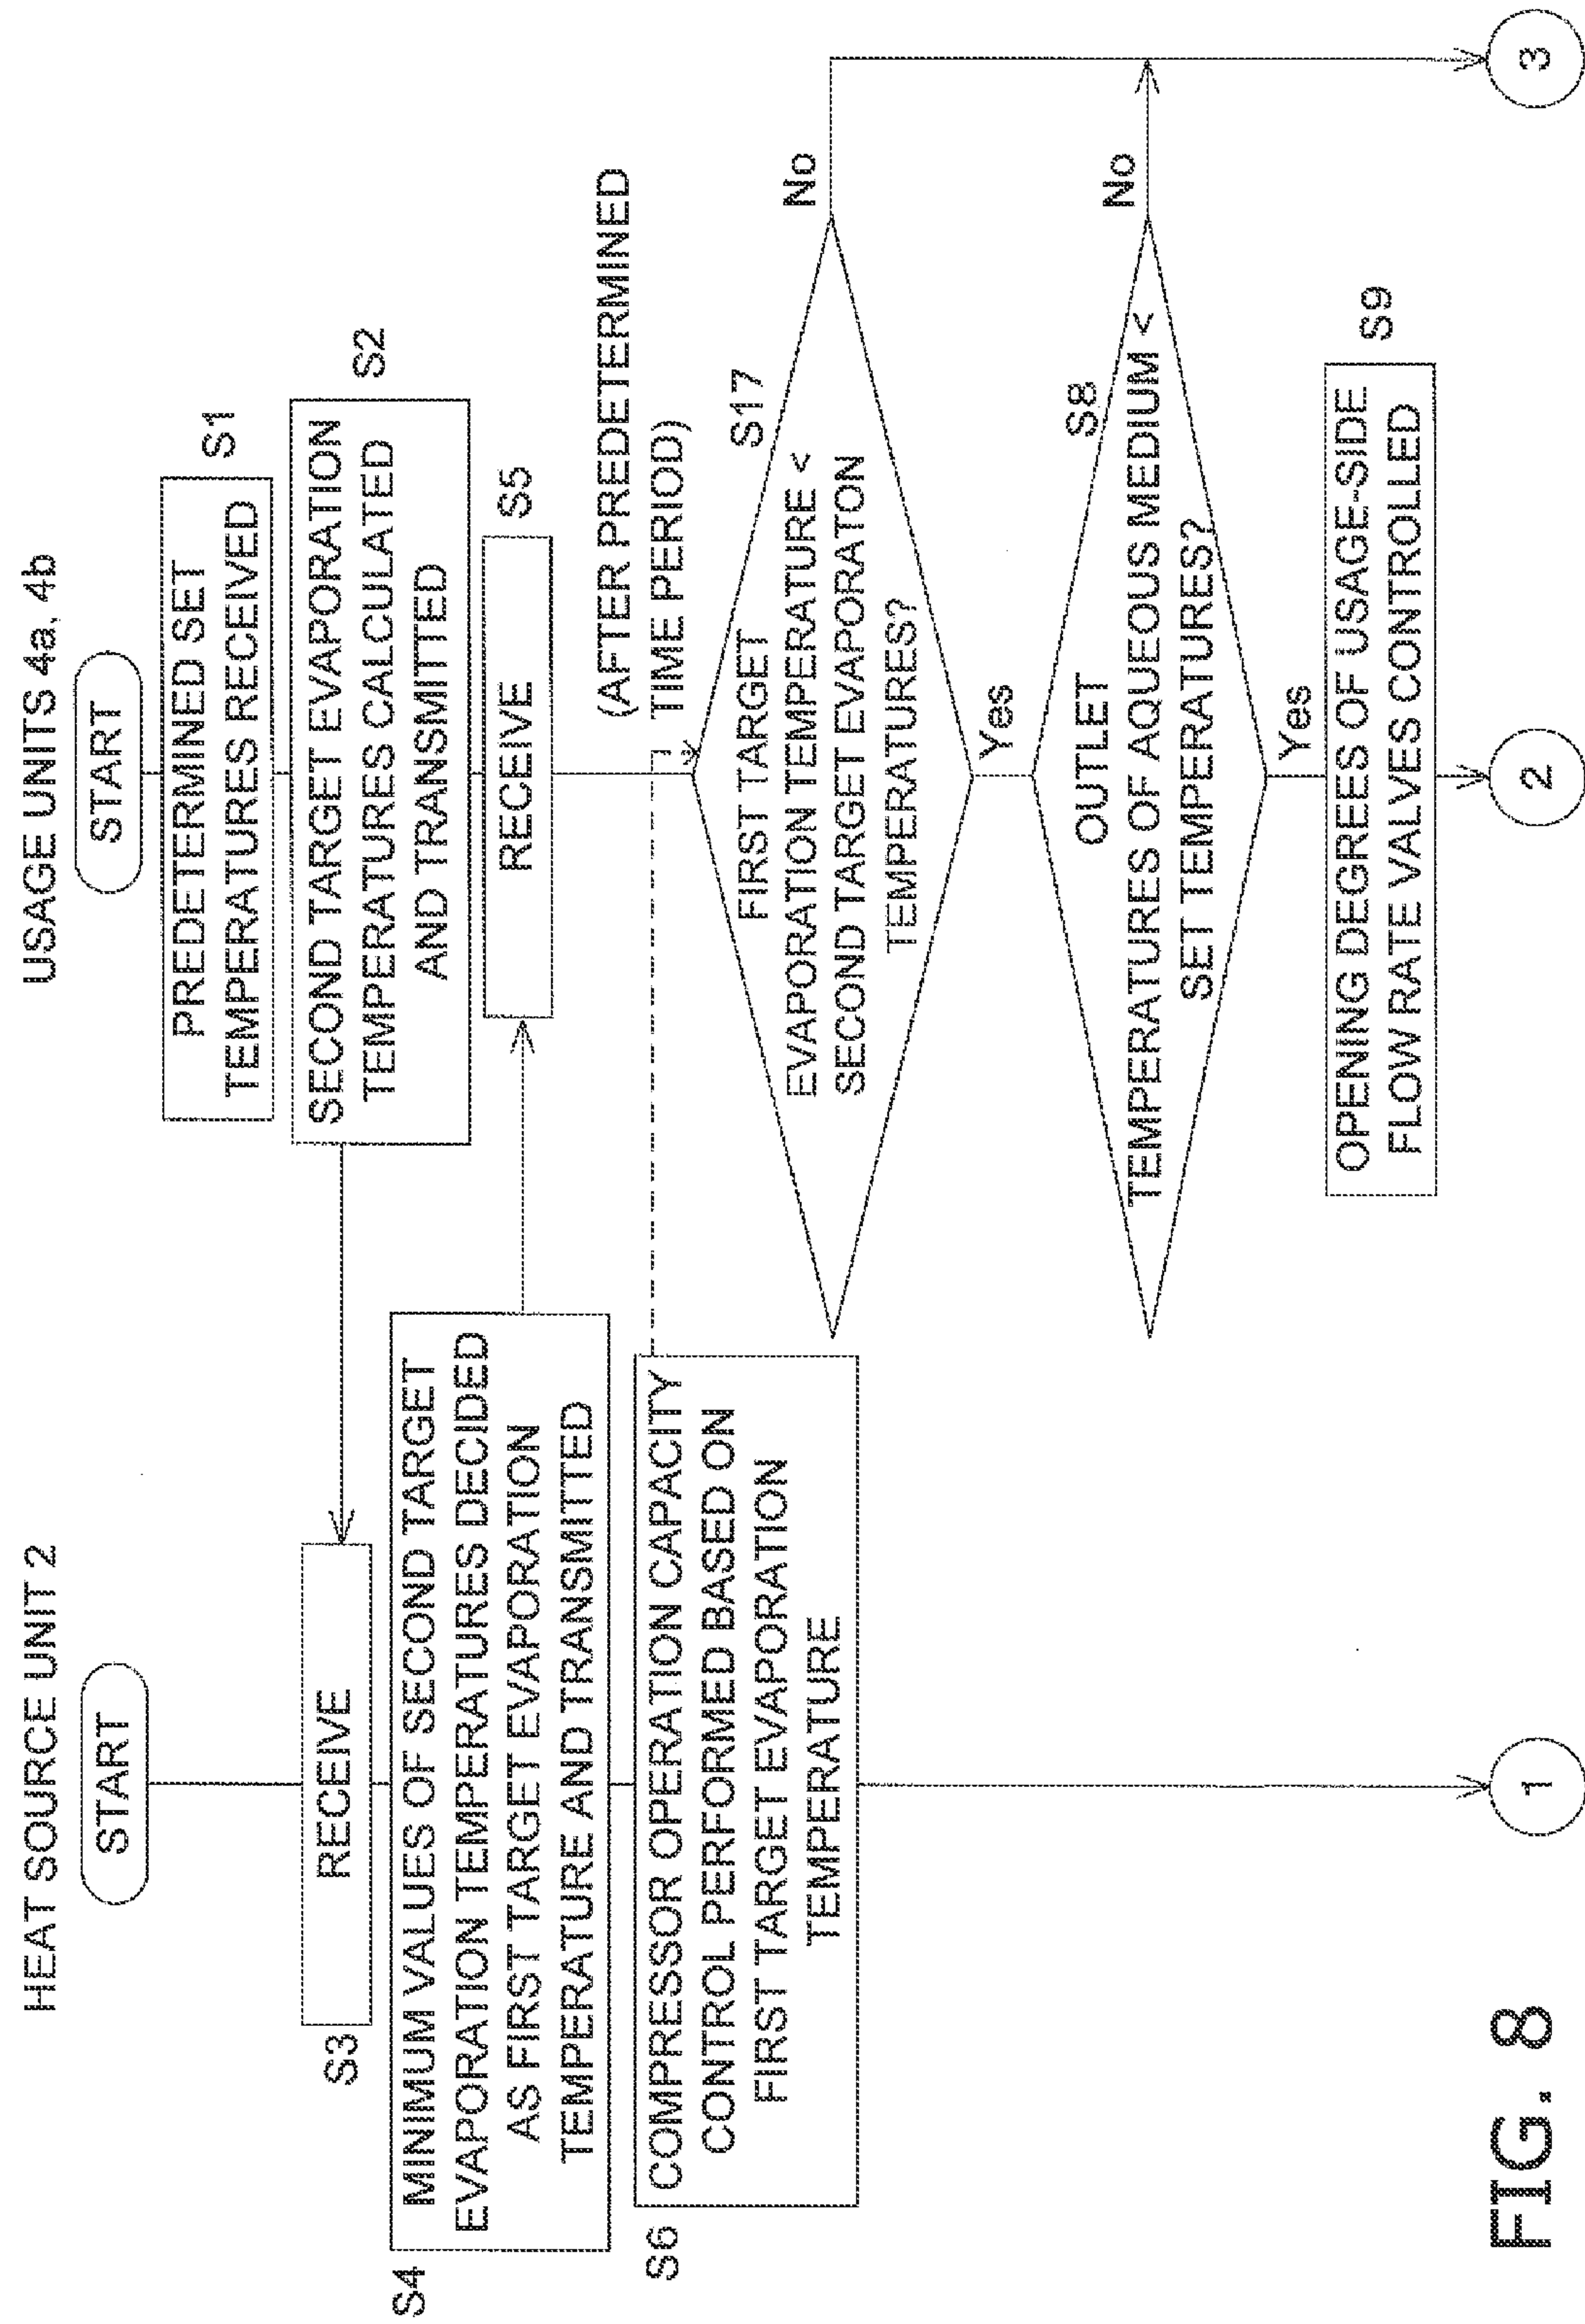 HEAT SOURCE UNIT 2
START
S3
RECEIVE
S4
MINIMUM VALUES OF SECOND TARGET
EVAPORATION TEMPERATURES DECIDED
AS FIRST TARGET EVAPORATION
TEMPERATURE AND TRANSMITTED
S6
COMPRESSOR OPERATION CAPACITY
CONTROL PERFORMED BASED ON
FIRST TARGET EVAPORATION
TEMPERATURE
1
USAGE UNITS 4a, 4b
START
PREDETERMINED SET
TEMPERATURES RECEIVED
S1
SECOND TARGET EVAPORATION
TEMPERATURES CALCULATED
AND TRANSMITTED
S2
RECEIVE
S5
(AFTER PREDETERMINED
TIME PERIOD)
S17
FIRST TARGET
EVAPORATION TEMPERATURE <
SECOND TARGET EVAPORATON
TEMPERATURES?
No
Yes
S8
OUTLET
TEMPERATURES OF AQUEOUS MEDIUM <
SET TEMPERATURES?
No
Yes
S9
OPENING DEGREES OF USAGE-SIDE
FLOW RATE VALVES CONTROLLED
2
3
FIG. 8